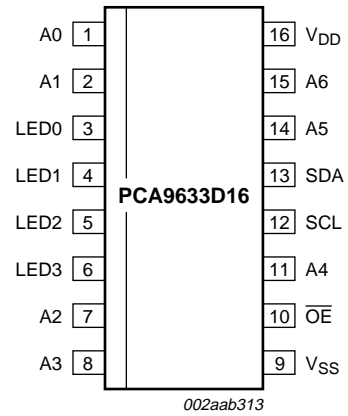 A0 1 16 VDD
A1 2 15 A6
LED0 3 14 A5
LED1 4 13 SDA
PCA9633D16
LED2 5 12 SCL
LED3 6 11 A4
A2 7 10 O̅E̅
A3 8 9 VSS
002aab313